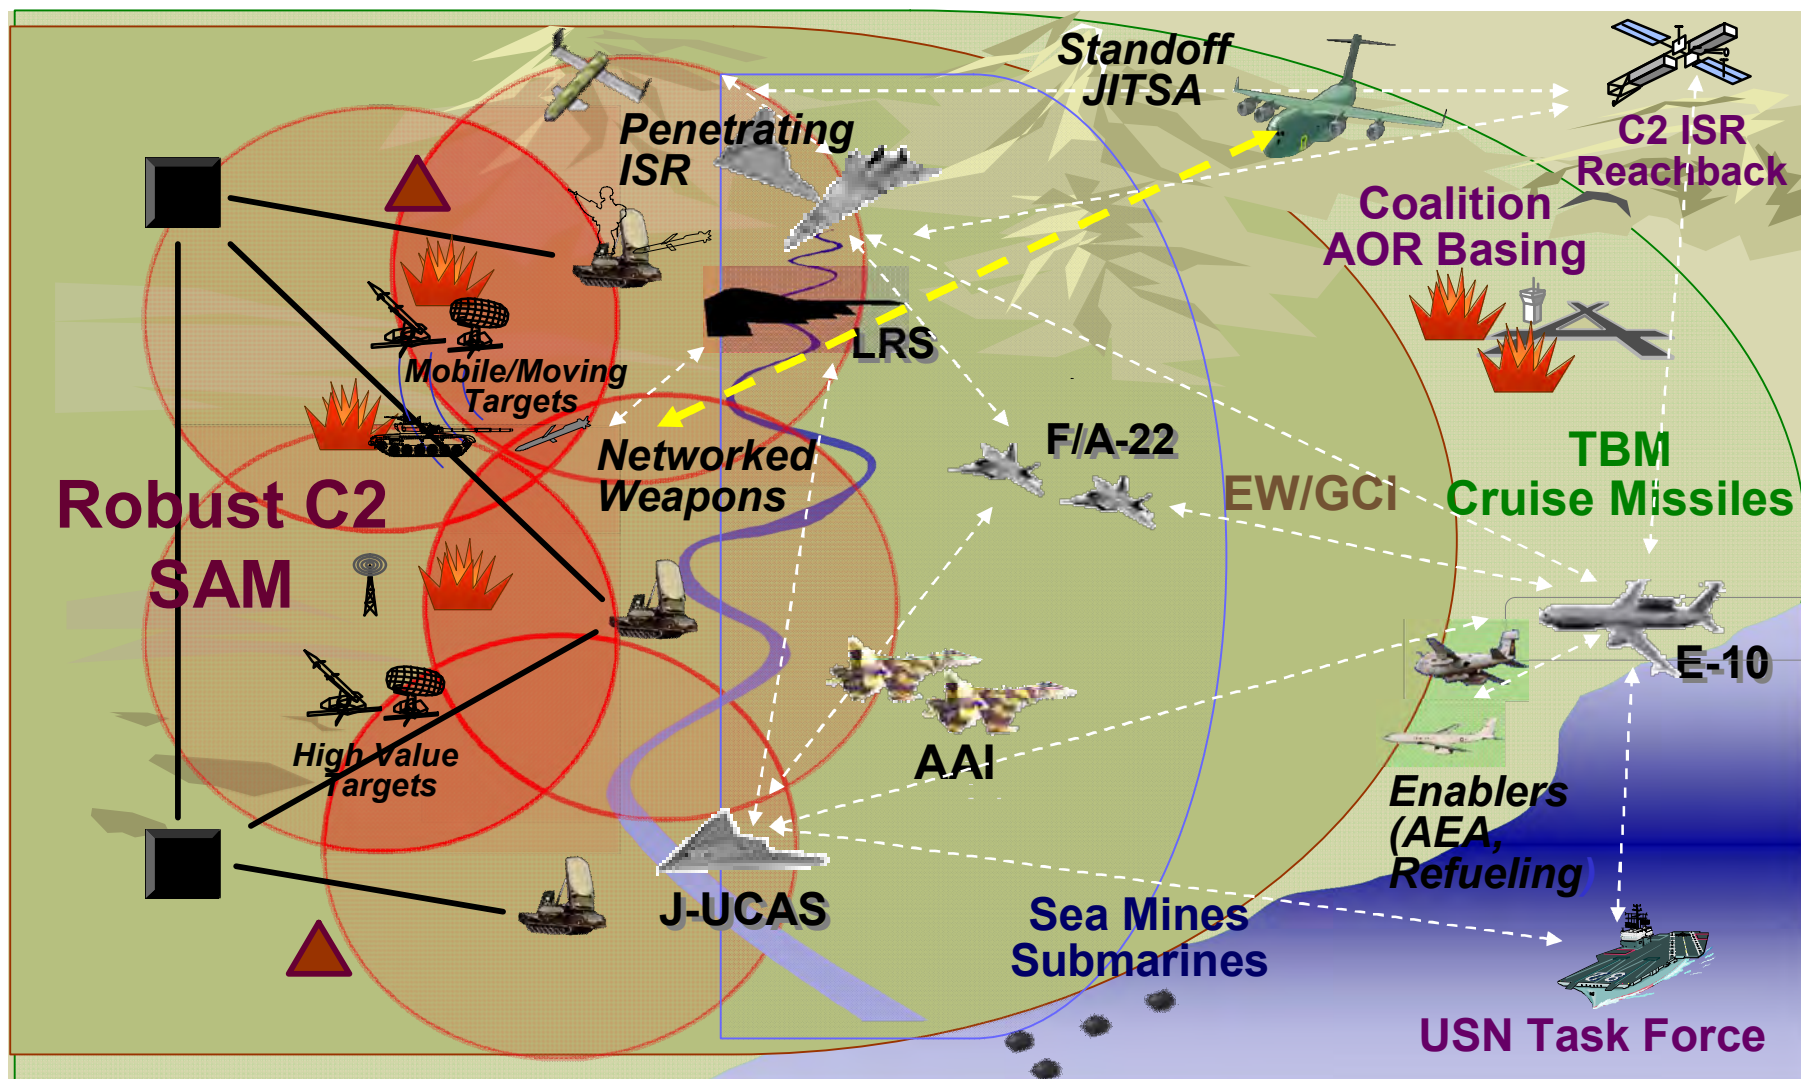 Standoff
JITSA
C2 ISR
Reachback
Penetrating
ISR
Coalition
AOR Basing
LRS
Mobile/Moving
Targets
F/A-22
Networked
Weapons
EW/GCI
TBM
Cruise Missiles
Robust C2
SAM
E-10
High Value
Targets
AAI
Enablers
(AEA,
Refueling)
J-UCAS
Sea Mines
Submarines
USN Task Force